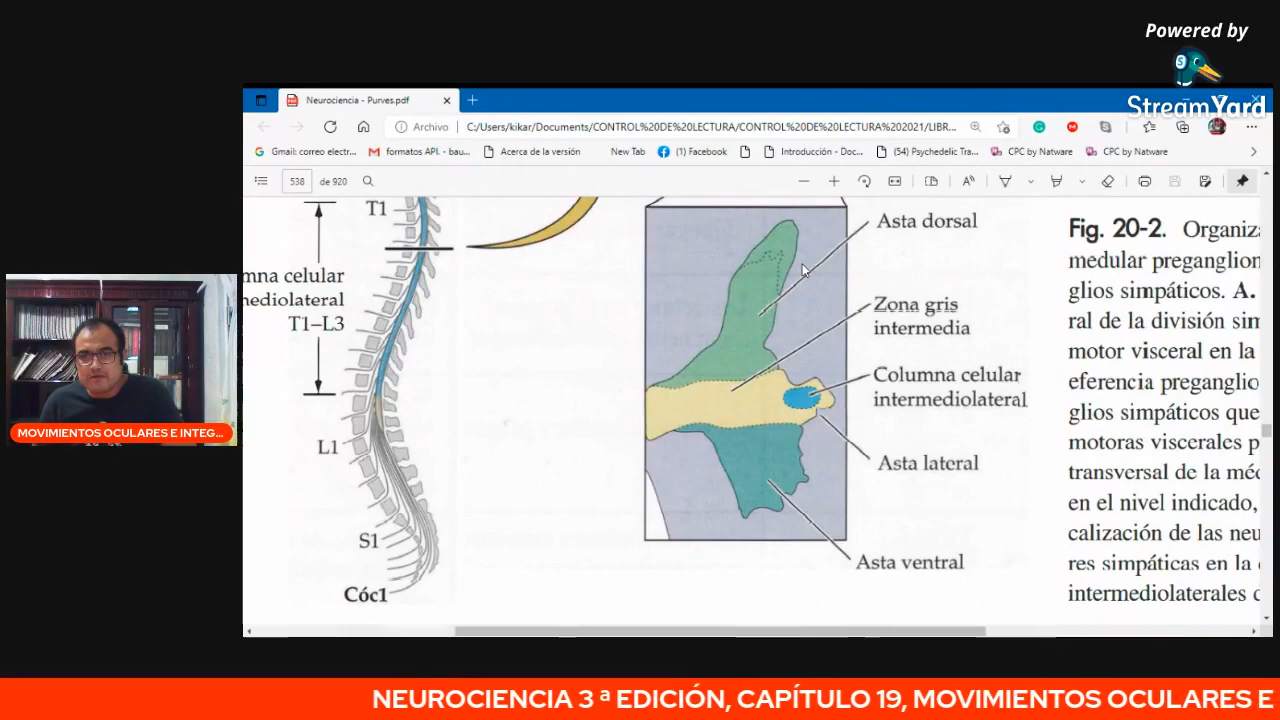 Powered by
StreamYard
Neurociencia - Purves.pdf
Archivo
C:/Users/kikar/Documents/CONTROL%20DE%20LECTURA/CONTROL%20DE%20LECTURA%202021/LIBR...
Gmail: correo electr...
formatos API. - bau...
Acerca de la versión
New Tab
(1) Facebook
Introducción - Doc...
(54) Psychedelic Tra...
CPC by Natware
CPC by Natware
538
de 920
T1
mna celular
mediolateral
T1–L3
L1
S1
Cóc1
Asta dorsal
Zona gris
intermedia
Columna celular
intermediolateral
Asta lateral
Asta ventral
Fig. 20-2. Organiza
medular preganglion
glios simpáticos. A.
ral de la división sim
motor visceral en la
eferencia preganglio
glios simpáticos que
motoras viscerales p
transversal de la méd
en el nivel indicado,
calización de las neu
res simpáticas en la
intermediolaterales
MOVIMIENTOS OCULARES E INTEG...
NEUROCIENCIA 3 ª EDICIÓN, CAPÍTULO 19, MOVIMIENTOS OCULARES E